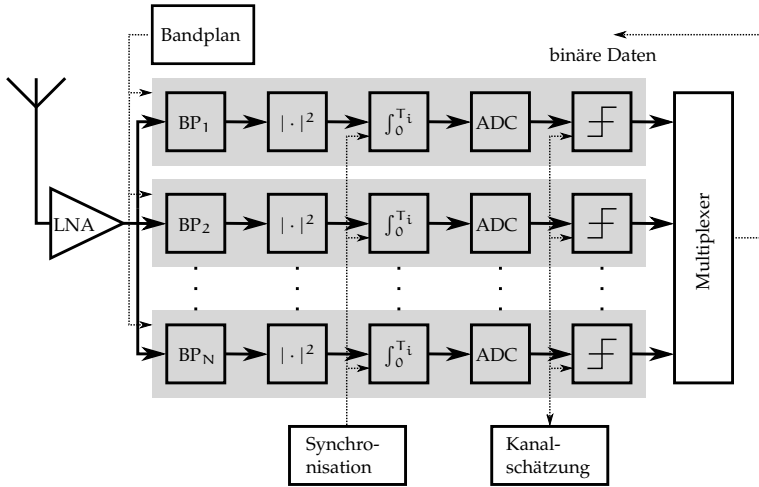 Bandplan
binäre Daten
BP₁ | · |² ∫₀ᵀⁱ ADC
LNA
BP₂ | · |² ∫₀ᵀⁱ ADC
BP_N | · |² ∫₀ᵀⁱ ADC
Multiplexer
Synchro-
nisation
Kanal-
schätzung